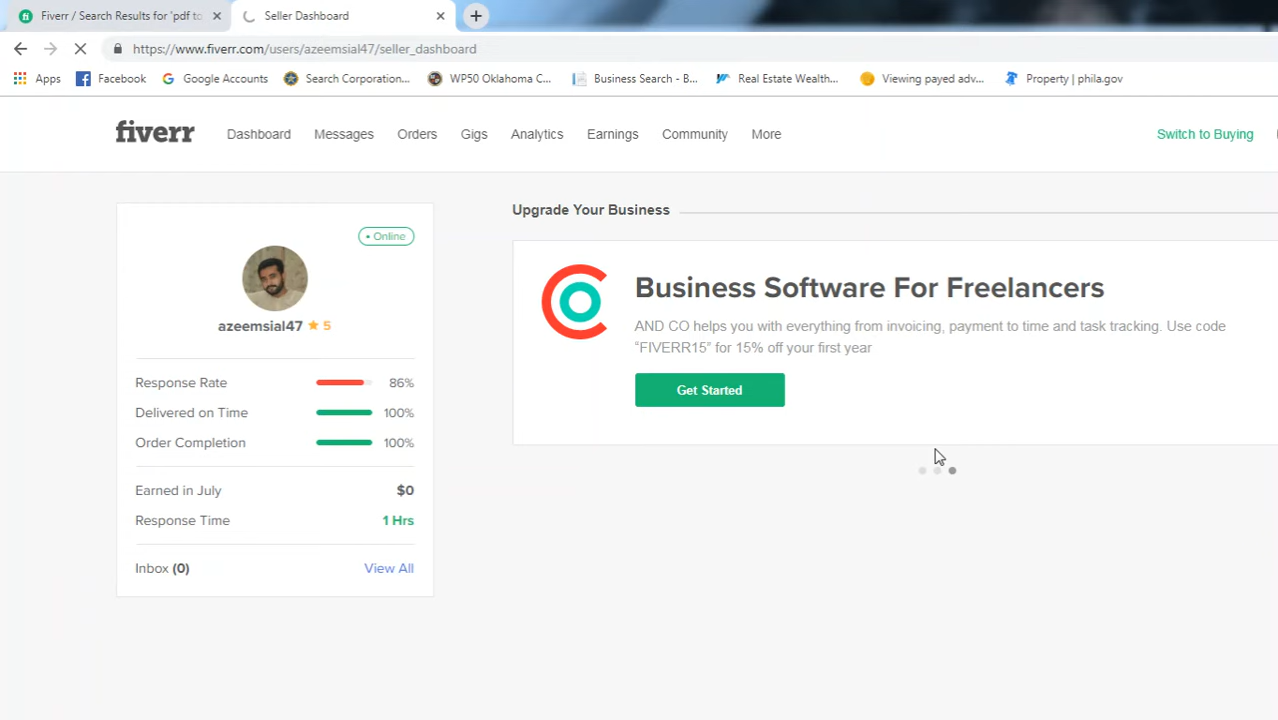 Fiverr / Search Results for 'pdf to
Seller Dashboard
https://www.fiverr.com/users/azeemsial47/seller_dashboard
Apps
Facebook
Google Accounts
Search Corporation...
WP50 Oklahoma C...
Business Search - B...
Real Estate Wealth...
Viewing payed adv...
Property | phila.gov
fiverr
Dashboard
Messages
Orders
Gigs
Analytics
Earnings
Community
More
Switch to Buying
• Online
azeemsial47 ★ 5
Response Rate 86%
Delivered on Time 100%
Order Completion 100%
Earned in July $0
Response Time 1 Hrs
Inbox (0) View All
Upgrade Your Business
Business Software For Freelancers
AND CO helps you with everything from invoicing, payment to time and task tracking. Use code
“FIVERR15” for 15% off your first year
Get Started